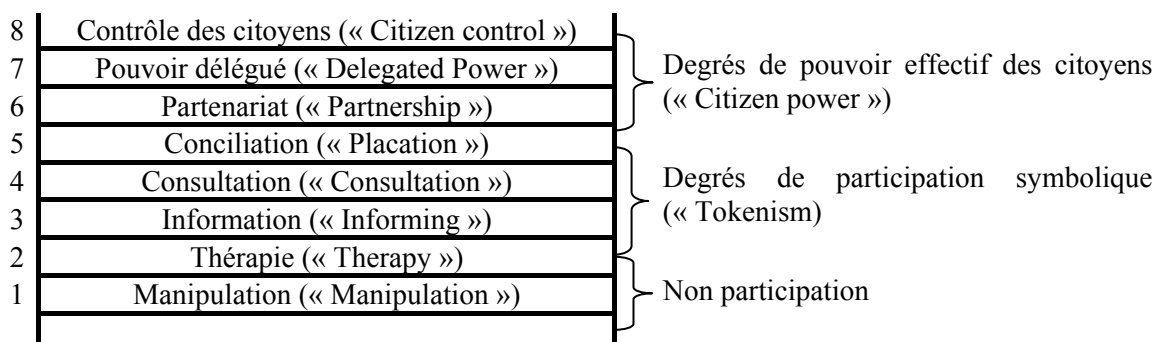 8 Contrôle des citoyens (« Citizen control »)
7 Pouvoir délégué (« Delegated Power »)
6 Partenariat (« Partnership »)
5 Conciliation (« Placation »)
4 Consultation (« Consultation »)
3 Information (« Informing »)
2 Thérapie (« Therapy »)
1 Manipulation (« Manipulation »)
Degrés de pouvoir effectif des citoyens
(« Citizen power »)
Degrés de participation symbolique
(« Tokenism)
Non participation